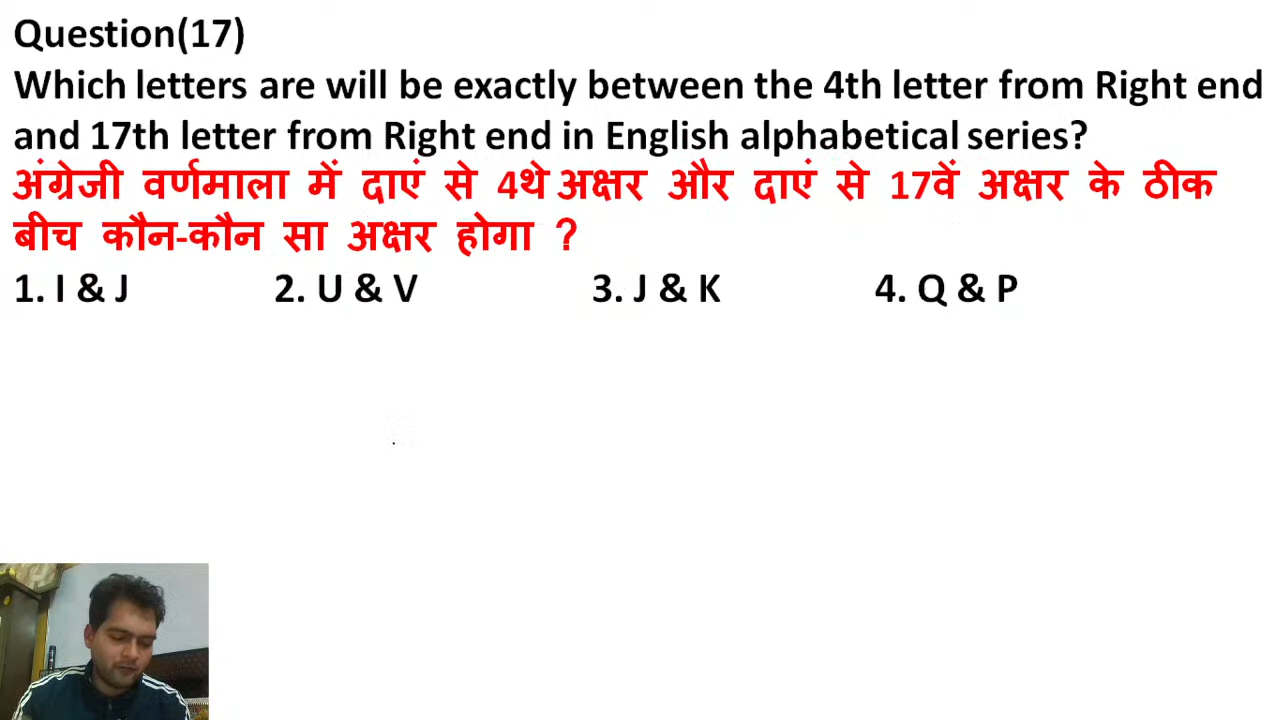 Question(17)
Which letters are will be exactly between the 4th letter from Right end
and 17th letter from Right end in English alphabetical series?
अंग्रेजी वर्णमाला में दाएं से 4थे अक्षर और दाएं से 17वें अक्षर के ठीक
बीच कौन-कौन सा अक्षर होगा ?
1. I & J 2. U & V 3. J & K 4. Q & P